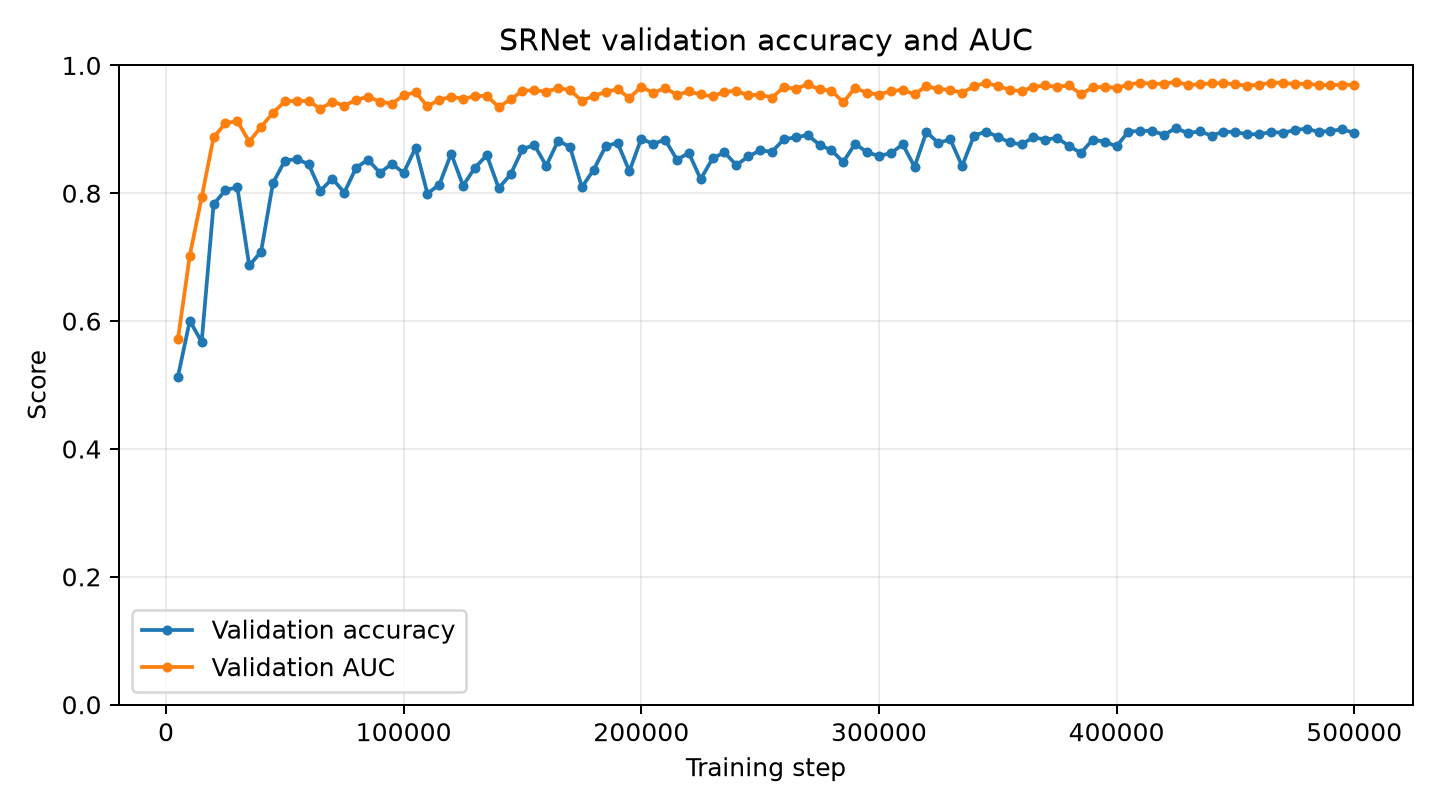 SRNet validation accuracy and AUC
1.0
0.8
0.6
0.4
0.2
0.0
Score
Validation accuracy
Validation AUC
0 100000 200000 300000 400000 500000
Training step